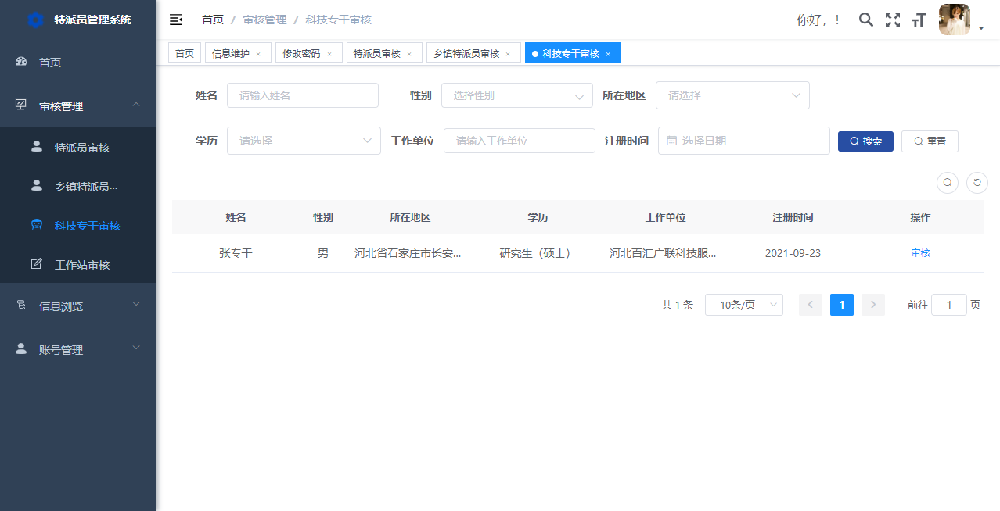 特派员管理系统
首页
审核管理
特派员审核
乡镇特派员...
科技专干审核
工作站审核
信息浏览
账号管理
首页 / 审核管理 / 科技专干审核
你好，！
首页 信息维护 × 修改密码 × 特派员审核 × 乡镇特派员审核 × 科技专干审核 ×
姓名 请输入姓名 性别 选择性别 所在地区 请选择
学历 请选择 工作单位 请输入工作单位 注册时间 选择日期 搜索 重置
姓名 性别 所在地区 学历 工作单位 注册时间 操作
张专干 男 河北省石家庄市长安... 研究生（硕士） 河北百汇广联科技服... 2021-09-23 审核
共 1 条 10条/页 1 前往 1 页